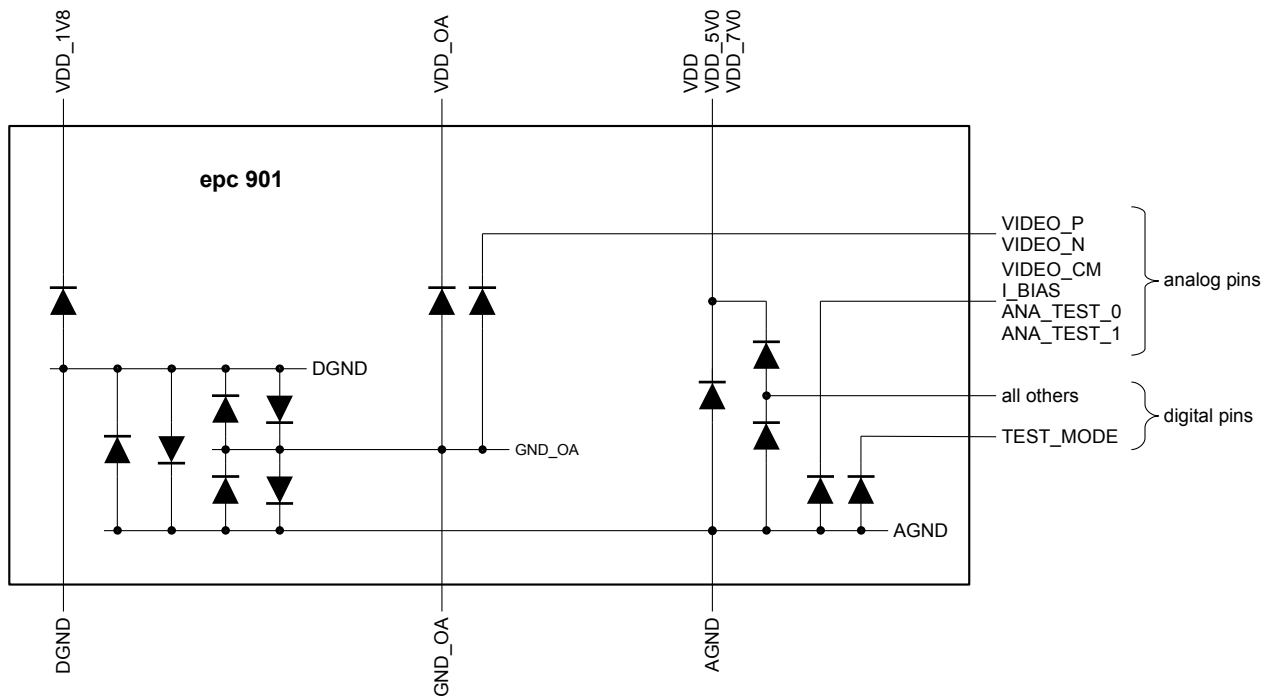 VDD_1V8
VDD_OA
VDD
VDD_5V0
VDD_7V0
epc 901
VIDEO_P
VIDEO_N
VIDEO_CM
I_BIAS
ANA_TEST_0
ANA_TEST_1
analog pins
DGND
all others
digital pins
TEST_MODE
GND_OA
AGND
DGND
GND_OA
AGND